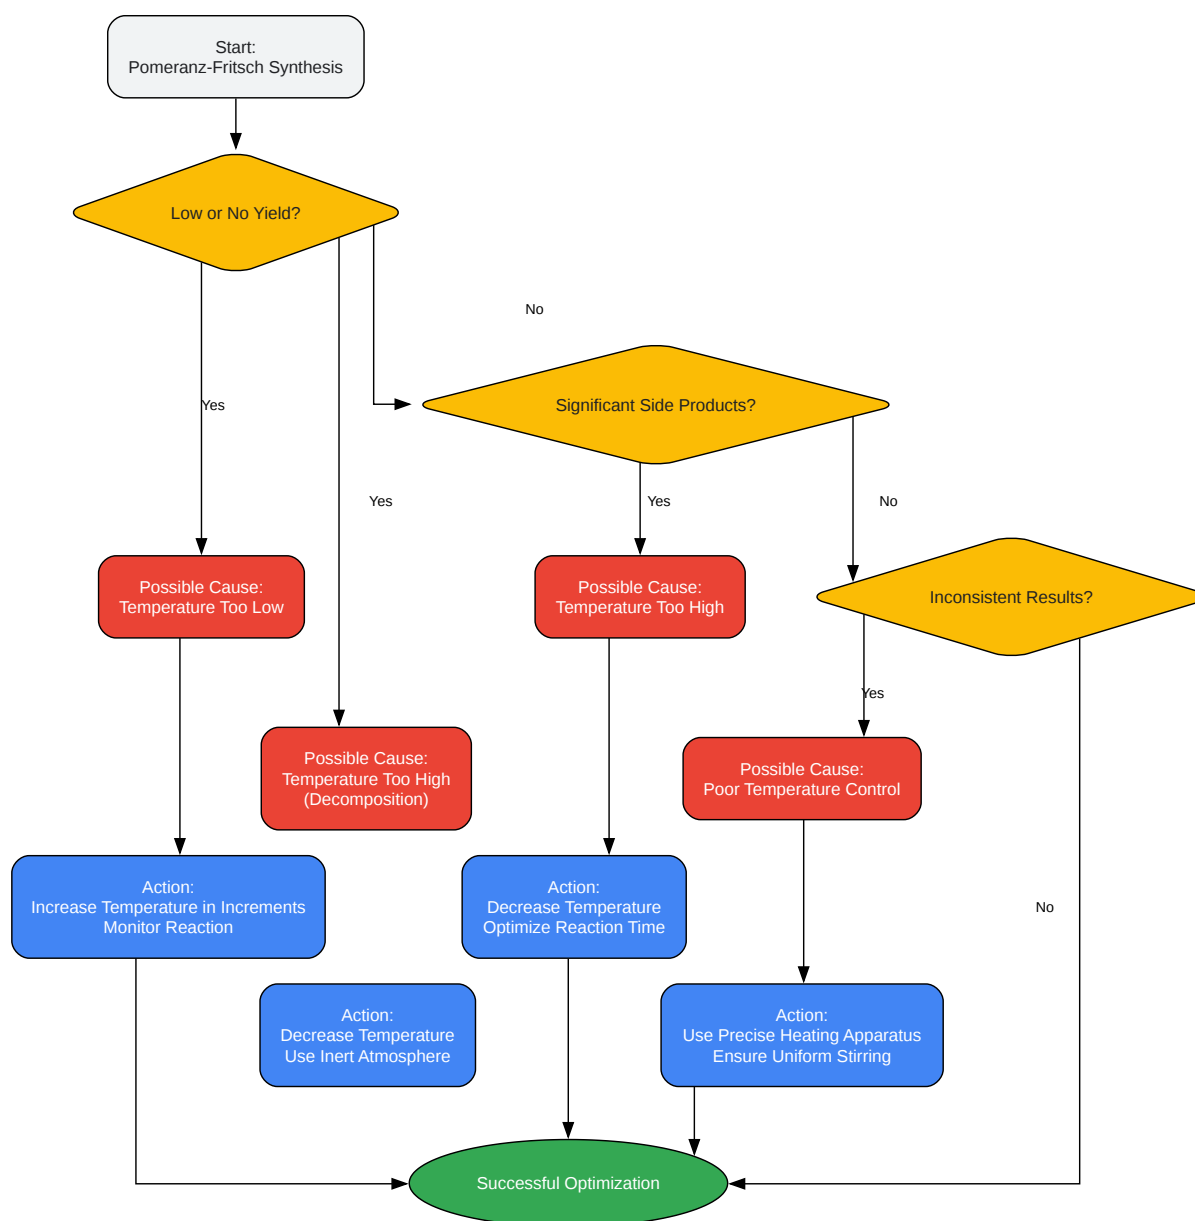 Start:
Pomeranz-Fritsch Synthesis
Low or No Yield?
No
Yes
Significant Side Products?
Yes
Yes
No
Possible Cause:
Temperature Too Low
Possible Cause:
Temperature Too High
Inconsistent Results?
Yes
Possible Cause:
Temperature Too High
(Decomposition)
Possible Cause:
Poor Temperature Control
Action:
Increase Temperature in Increments
Monitor Reaction
Action:
Decrease Temperature
Optimize Reaction Time
No
Action:
Decrease Temperature
Use Inert Atmosphere
Action:
Use Precise Heating Apparatus
Ensure Uniform Stirring
Successful Optimization